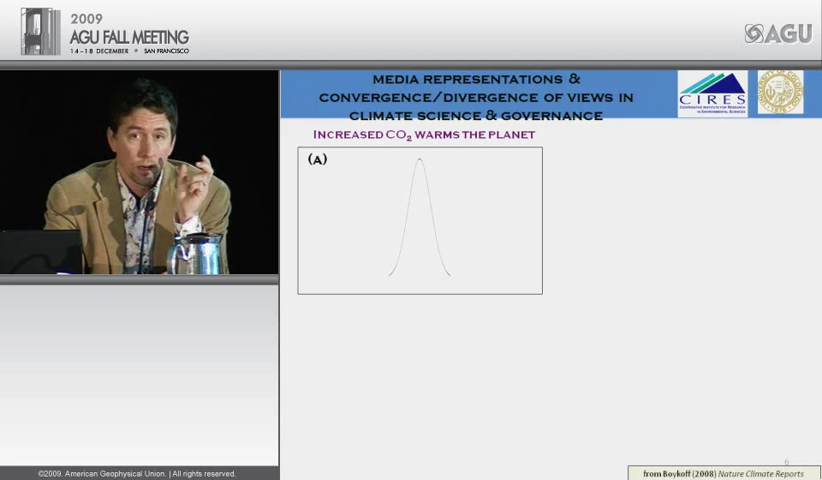 2009
AGU FALL MEETING
14-18 DECEMBER • SAN FRANCISCO
AGU
MEDIA REPRESENTATIONS &
CONVERGENCE/DIVERGENCE OF VIEWS IN
CLIMATE SCIENCE & GOVERNANCE
CIRES
INCREASED CO₂ WARMS THE PLANET
(A)
6
©2009. American Geophysical Union. | All rights reserved.
from Boykoff (2008) Nature Climate Reports